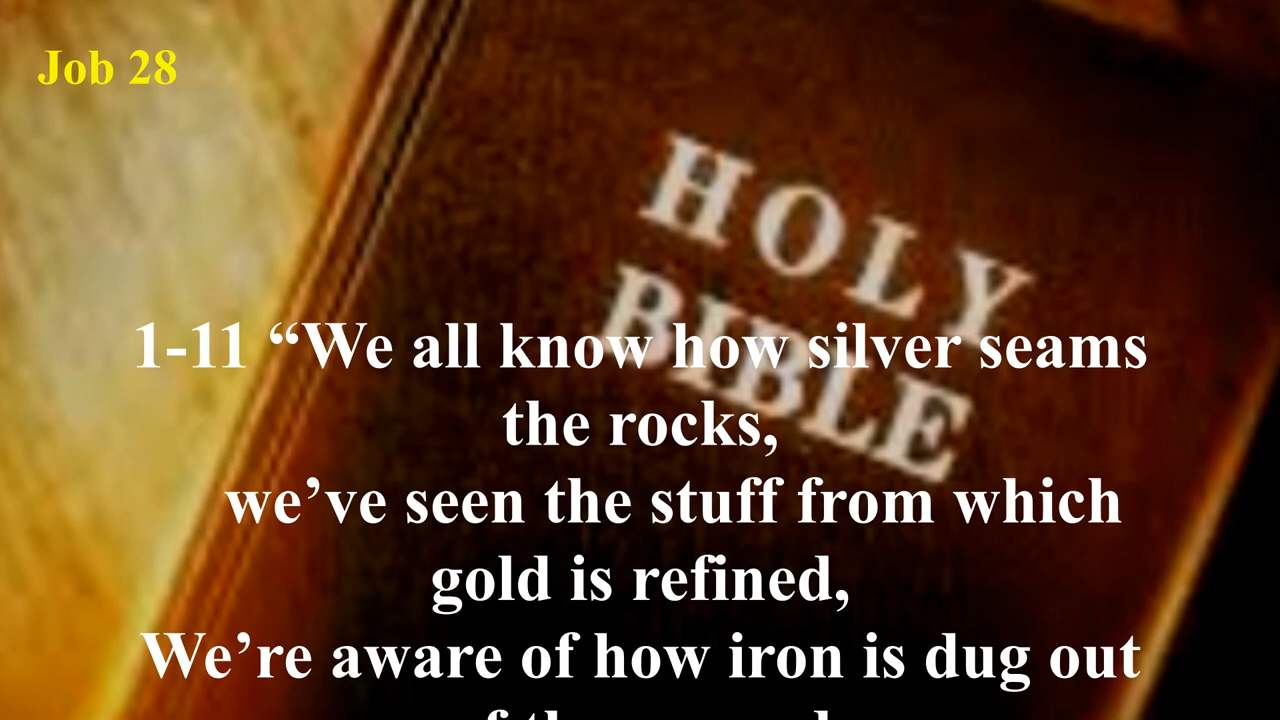 Job 28
HOLY
BIBLE
1-11 “We all know how silver seams
the rocks,
we’ve seen the stuff from which
gold is refined,
We’re aware of how iron is dug out